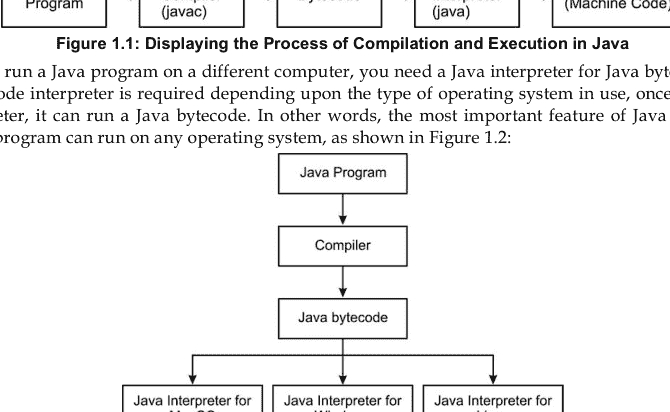 Program
(javac)
(java)
(Machine Code)
Figure 1.1: Displaying the Process of Compilation and Execution in Java
run a Java program on a different computer, you need a Java interpreter for Java byte
ode interpreter is required depending upon the type of operating system in use, once
eter, it can run a Java bytecode. In other words, the most important feature of Java
program can run on any operating system, as shown in Figure 1.2:
Java Program
Compiler
Java bytecode
Java Interpreter for
Java Interpreter for
Java Interpreter for